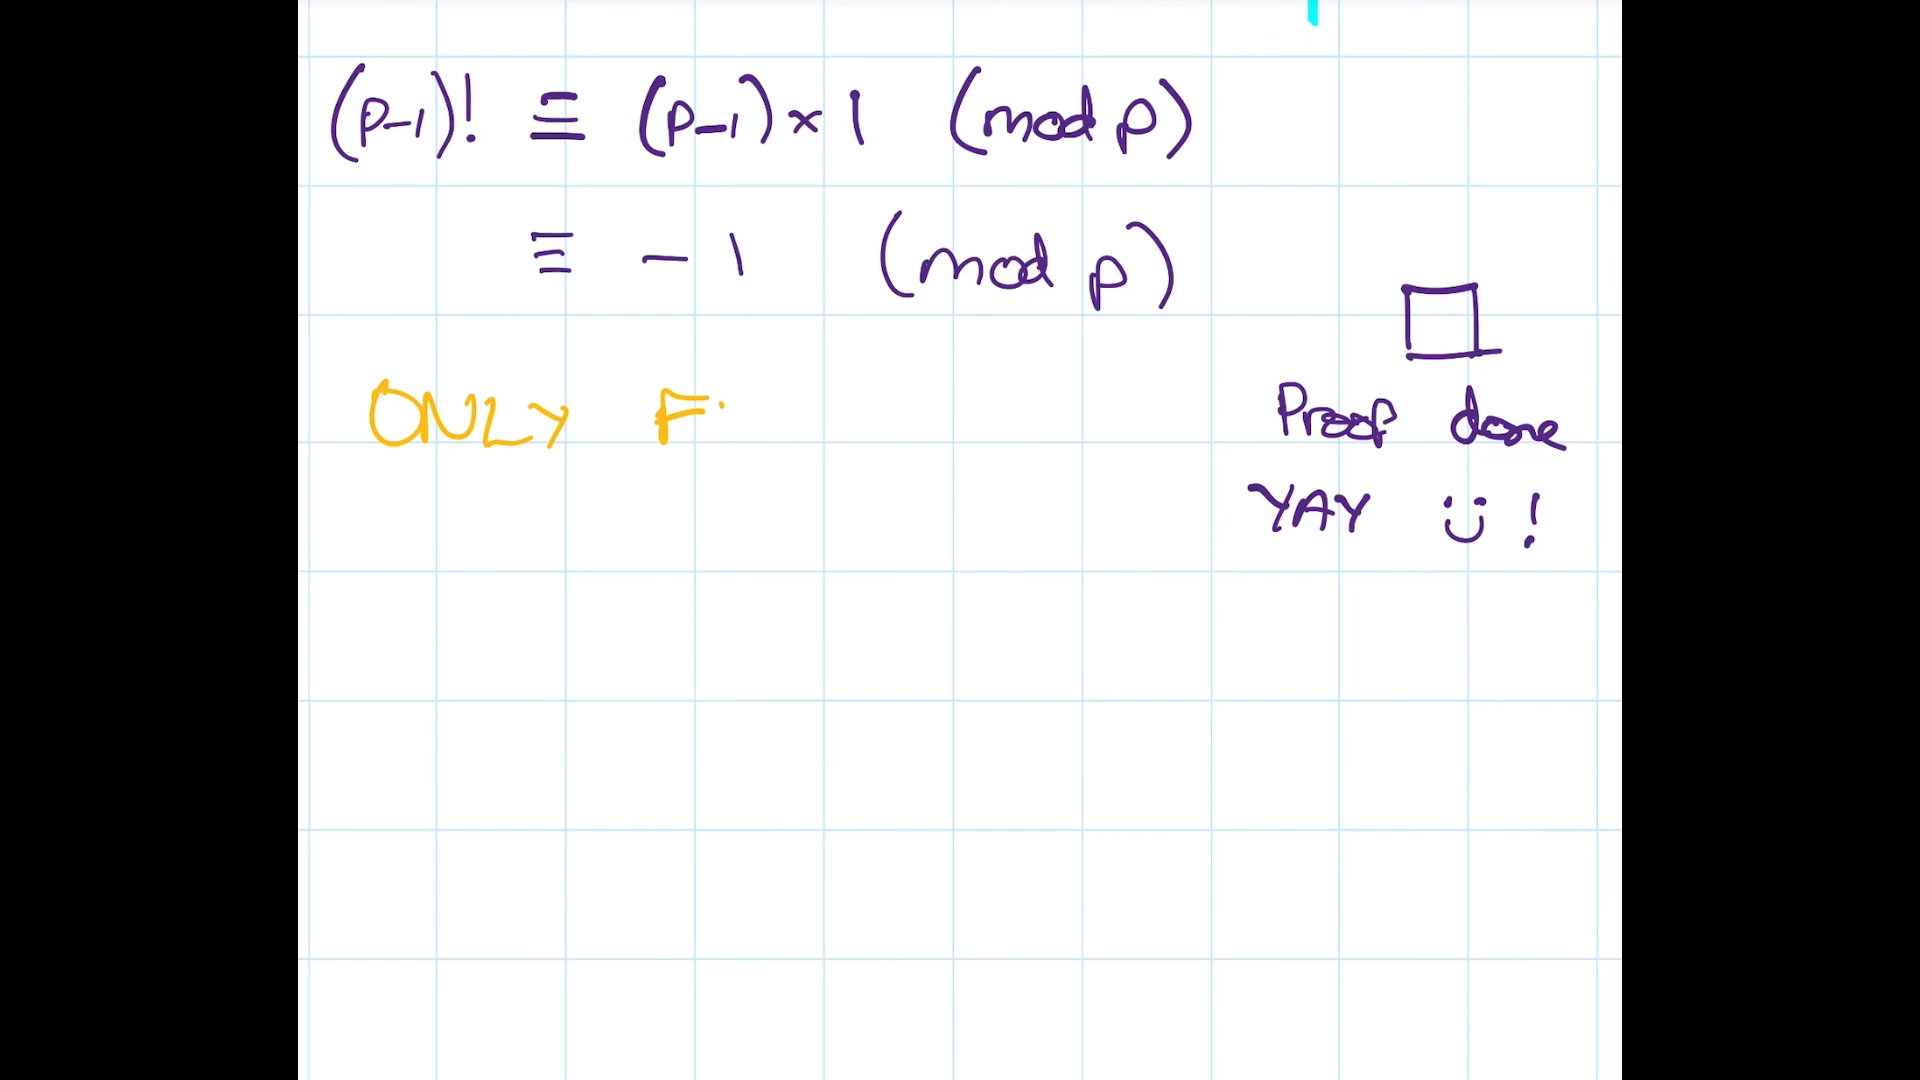 (p-1)! ≡ (p-1) × 1 (mod p)
≡ - 1 (mod p)
ONLY F
Proof done
YAY :) !